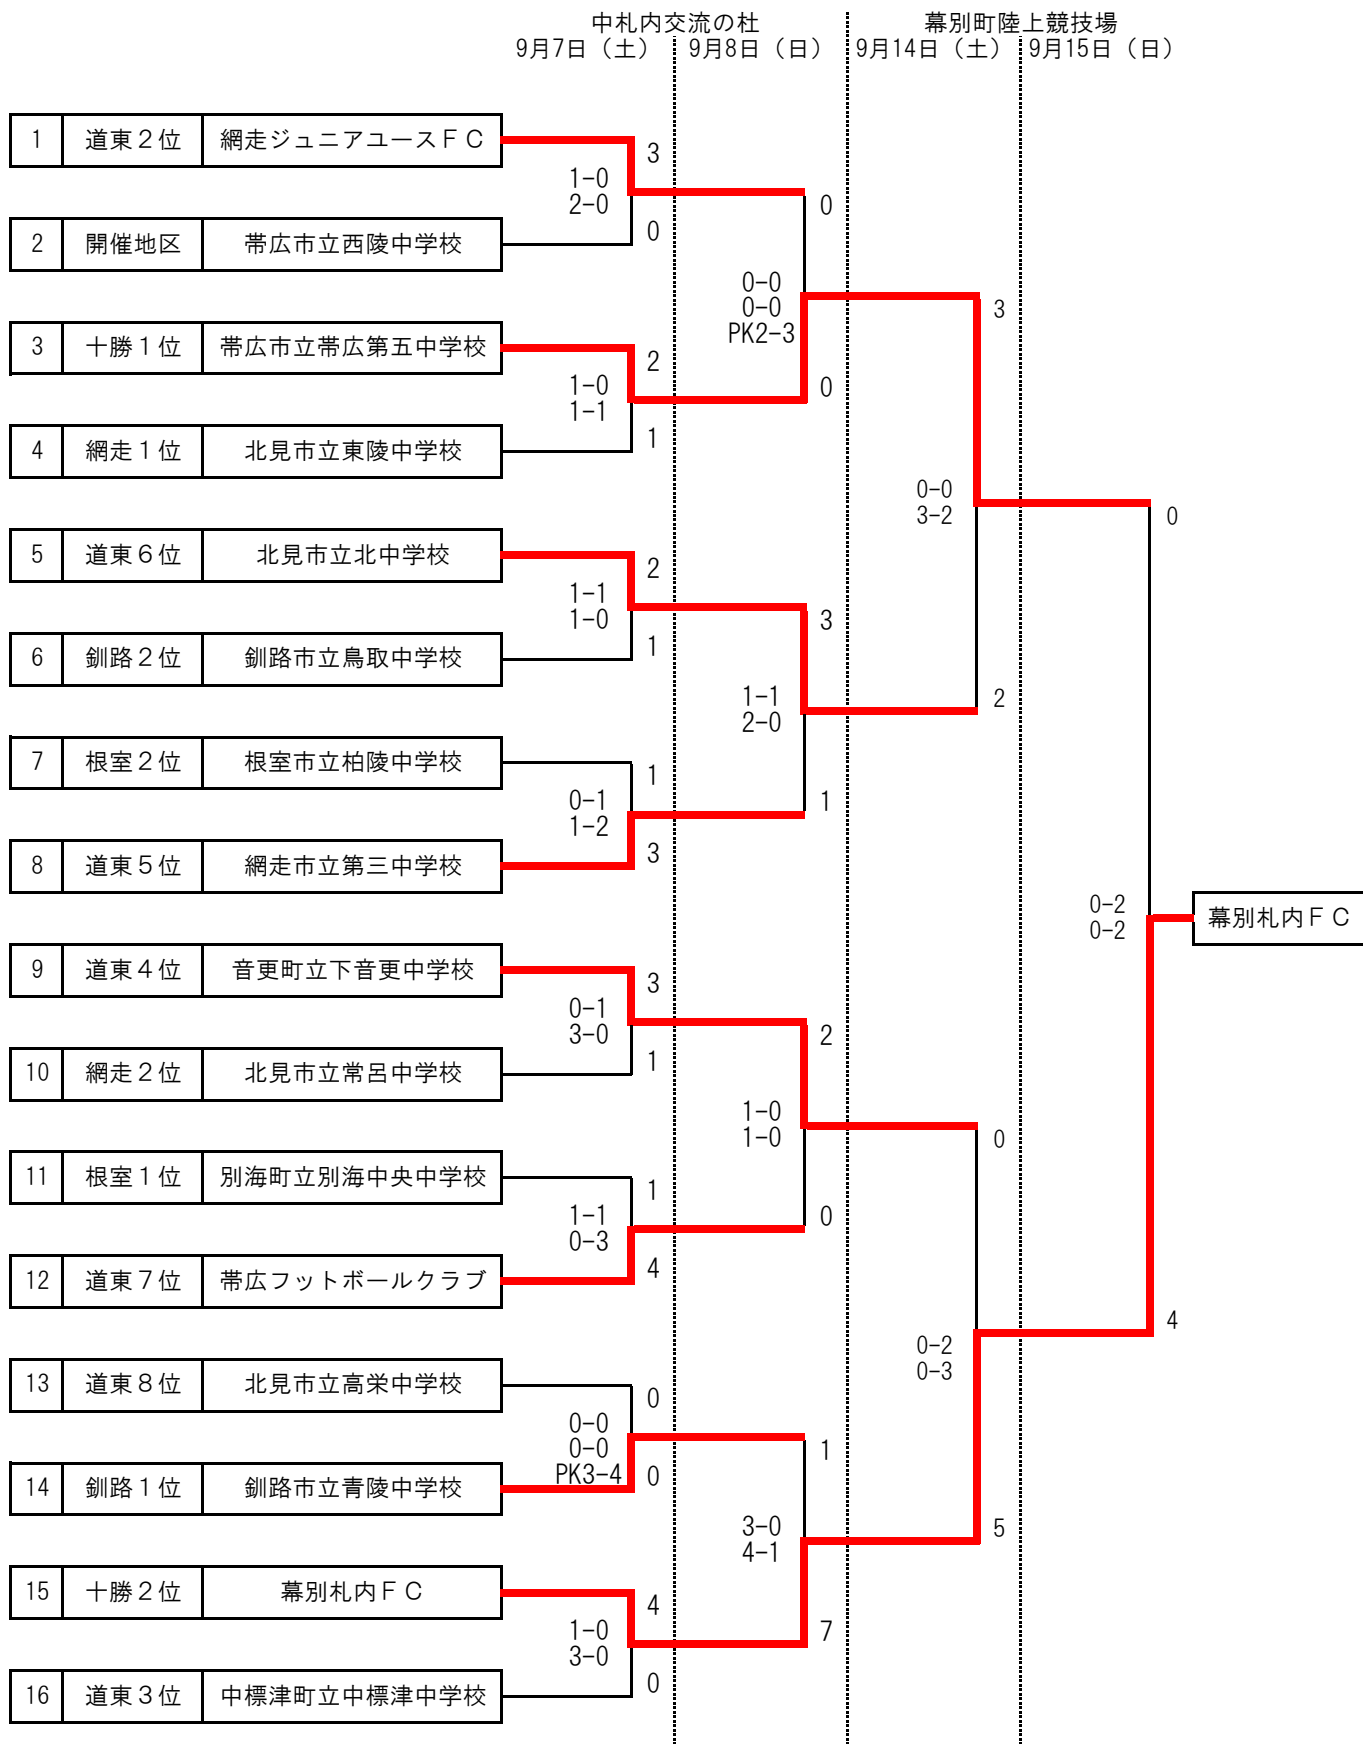 中札内交流の杜
幕別町陸上競技場
9月7日（土）
9月8日（日）
9月14日（土）
9月15日（日）
1 道東２位 網走ジュニアユースＦＣ
3
1-0
2-0
0
0
2 開催地区 帯広市立西陵中学校
0-0
0-0
PK2-3
3
3 十勝１位 帯広市立帯広第五中学校
2
1-0
1-1
0
4 網走１位 北見市立東陵中学校
1
0-0
3-2
0
5 道東６位 北見市立北中学校
2
1-1
1-0
3
6 釧路２位 釧路市立鳥取中学校
1
1-1
2-0
2
7 根室２位 根室市立柏陵中学校
1
0-1
1-2
1
8 道東５位 網走市立第三中学校
3
0-2
0-2
幕別札内ＦＣ
9 道東４位 音更町立下音更中学校
3
0-1
3-0
2
10 網走２位 北見市立常呂中学校
1
1-0
1-0
0
11 根室１位 別海町立別海中央中学校
1
1-1
0-3
0
12 道東７位 帯広フットボールクラブ
4
0-2
0-3
4
13 道東８位 北見市立高栄中学校
0
0-0
0-0
PK3-4
1
14 釧路１位 釧路市立青陵中学校
0
3-0
4-1
5
15 十勝２位 幕別札内ＦＣ
4
1-0
3-0
7
16 道東３位 中標津町立中標津中学校
0